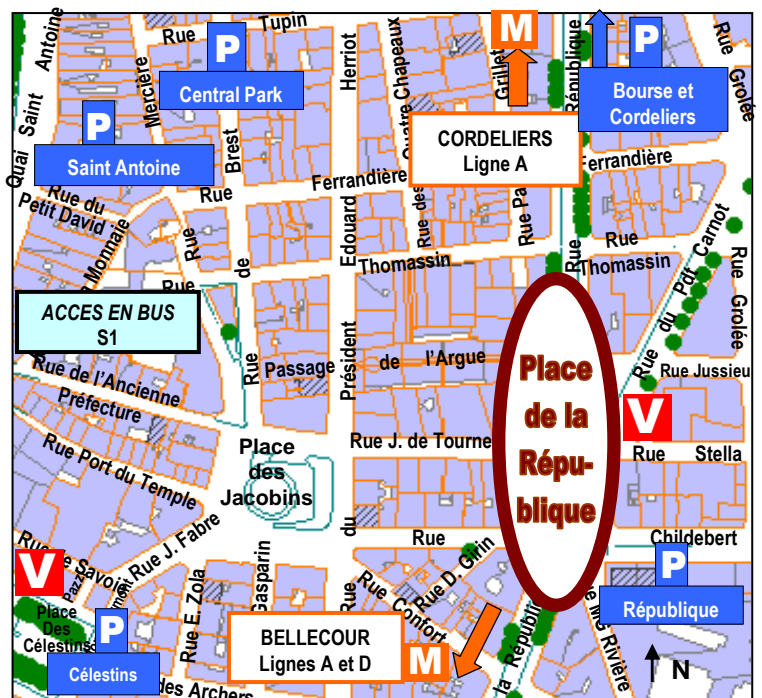 Rue Tupin
P
Central Park
P
Saint Antoine
Quai Saint Antoine
Mercière
Rue
de
Brest
Herriot
Edouard
Président
du
Rue
Quatre Chapeaux
Rue des
Grillet
Rue Pa
M
CORDELIERS
Ligne A
République
Rue
P
Bourse et
Cordeliers
Rue Grolée
Rue Ferrandière
Ferrandière
Rue du
Petit David
Monnaie
Rue
Rue
Thomassin
Rue
Thomassin
Rue du Pdt Carnot
Rue Grolée
ACCES EN BUS
S1
Passage de l'Argue
Rue de l'Ancienne
Préfecture
Rue Port du Temple
Place
des
Jacobins
Rue J. de Tourne
Place
de la
Répu-
blique
V
Rue Jussieu
Rue Stella
Rue Childebert
P
République
V
Savoie
Pazzi
Rue J. Fabre
Place
Des
Célestins
P
Célestins
Rue E. Zola
Gasparin
des Archers
BELLECOUR
Lignes A et D
M
Rue Confort
Rue D. Girin
la République
Ms Rivière
N